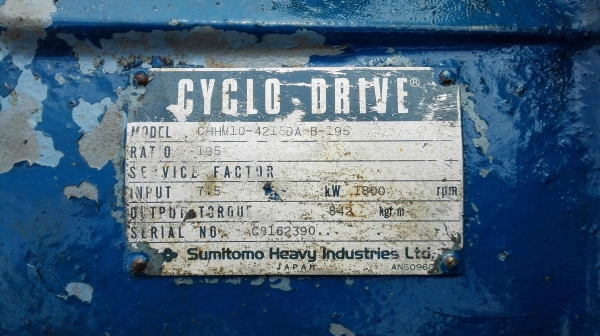 CYCLO DRIVE®
MODEL CHHM10-4215DA-B-195
RATIO 195
SERVICE FACTOR
INPUT 7.5 kW 1800 rpm
OUTPUT TORQUE 842 kgf·m
SERIAL NO. C9162390
Sumitomo Heavy Industries Ltd.
JAPAN AN5096G